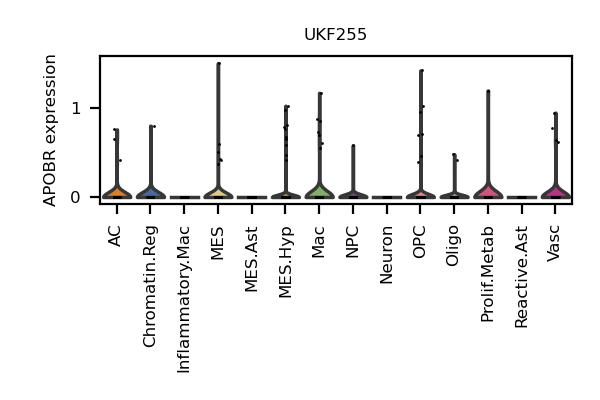 UKF255
APOBR expression
1
0
AC
Chromatin.Reg
Inflammatory.Mac
MES
MES.Ast
MES.Hyp
Mac
NPC
Neuron
OPC
Oligo
Prolif.Metab
Reactive.Ast
Vasc